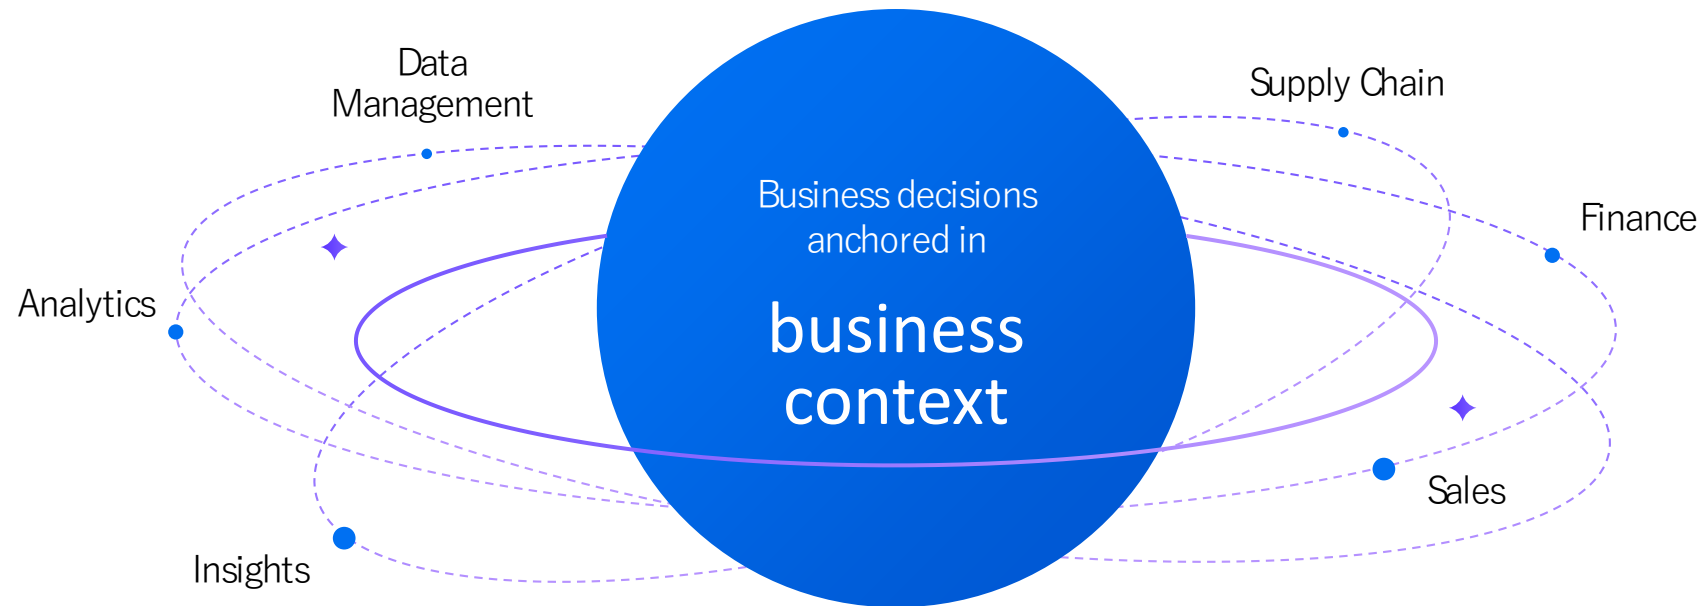 Data
Management
Supply Chain
Business decisions
anchored in
business
context
Finance
Analytics
Sales
Insights